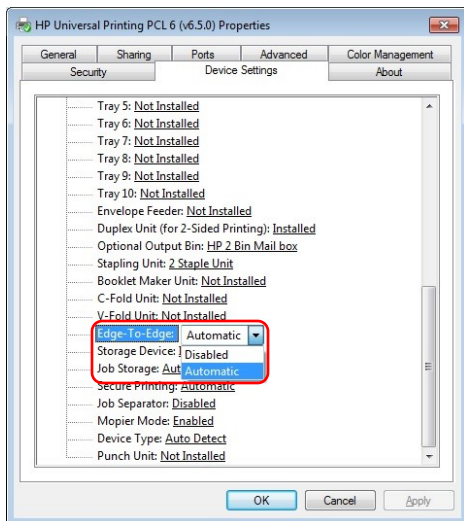 HP Universal Printing PCL 6 (v6.5.0) Properties
General Sharing Ports Advanced Color Management
Security Device Settings About
Tray 5: Not Installed
Tray 6: Not Installed
Tray 7: Not Installed
Tray 8: Not Installed
Tray 9: Not Installed
Tray 10: Not Installed
Envelope Feeder: Not Installed
Duplex Unit (for 2-Sided Printing): Installed
Optional Output Bin: HP 2 Bin Mail box
Stapling Unit: 2 Staple Unit
Booklet Maker Unit: Not Installed
C-Fold Unit: Not Installed
V-Fold Unit: Not Installed
Edge-To-Edge: Automatic
Storage Device: Disabled
Job Storage: Automatic
Secure Printing: Automatic
Job Separator: Disabled
Mopier Mode: Enabled
Device Type: Auto Detect
Punch Unit: Not Installed
OK Cancel Apply